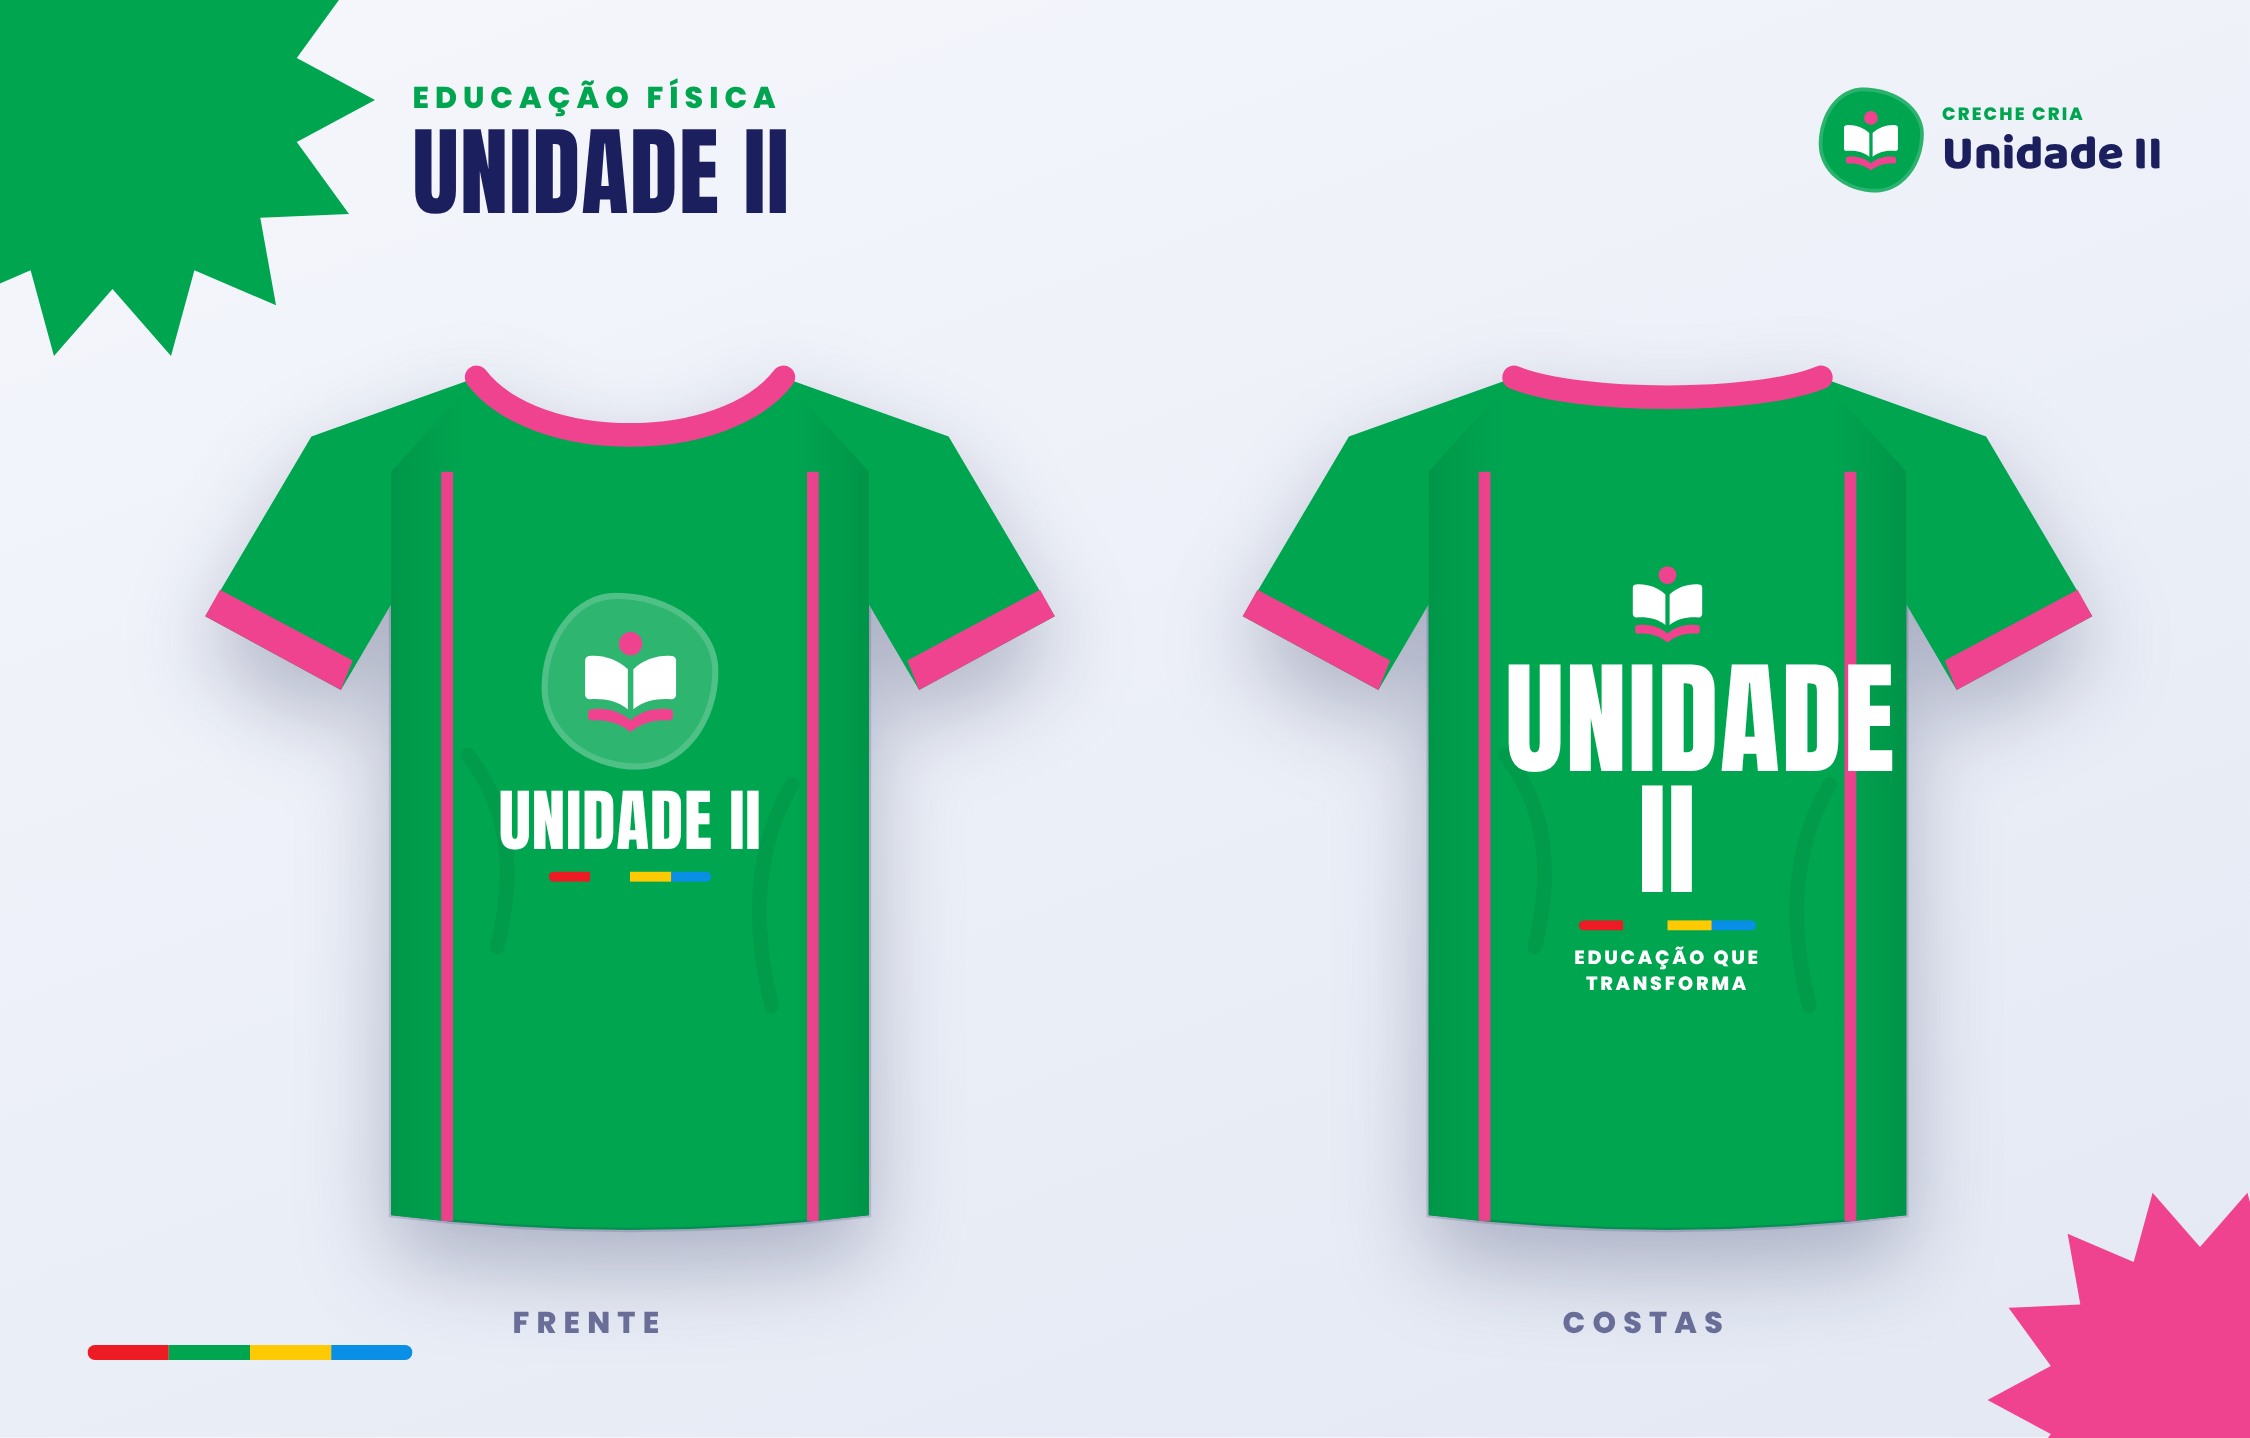 EDUCAÇÃO FÍSICA
UNIDADE II
CRECHE CRIA
Unidade II
UNIDADE II
UNIDADE
II
EDUCAÇÃO QUE
TRANSFORMA
FRENTE
COSTAS